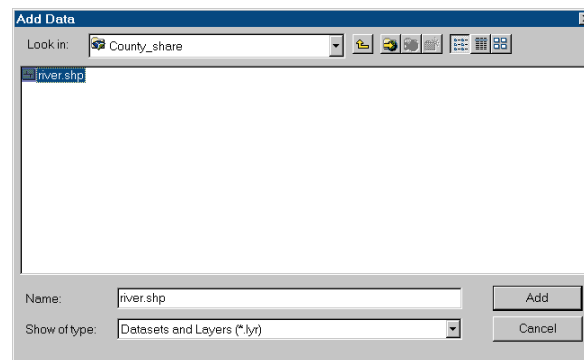 Add Data
Look in: County_share
river.shp
Name: river.shp Add
Show of type: Datasets and Layers (*.lyr) Cancel